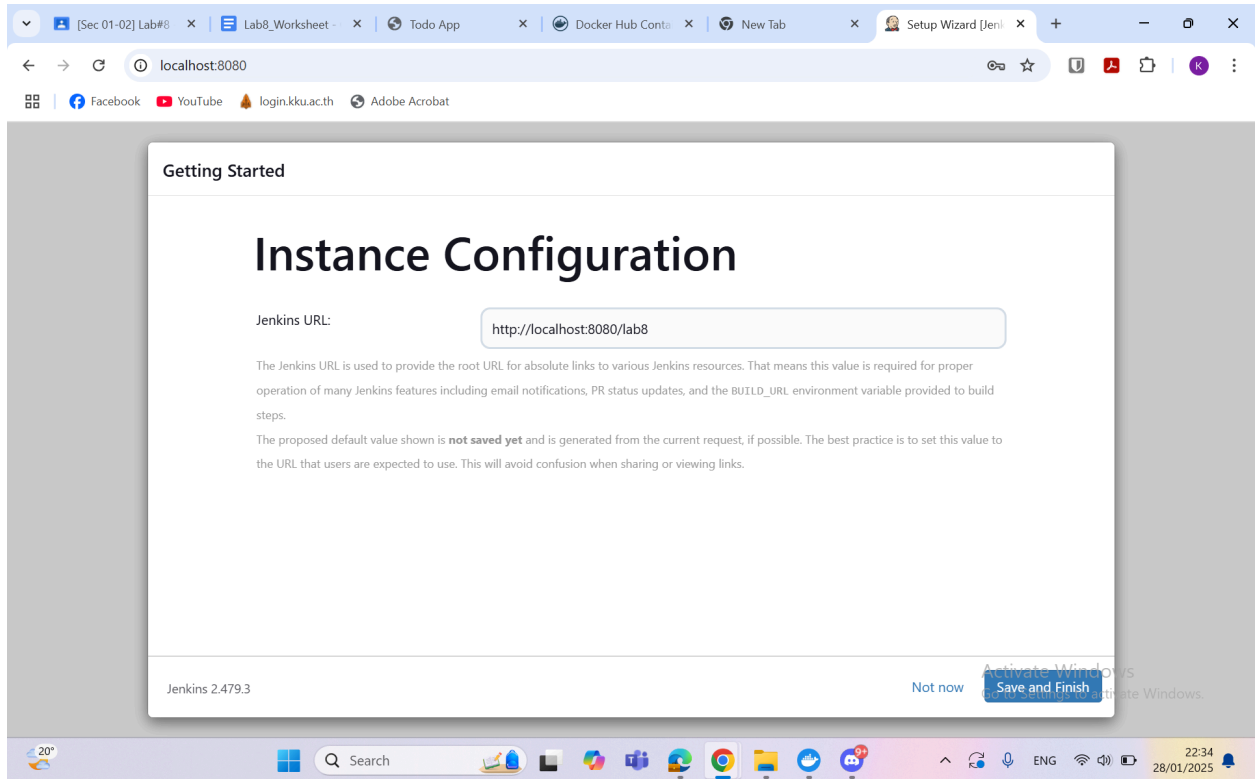 [Sec 01-02] Lab#8
Lab8_Worksheet -
Todo App
Docker Hub Conta
New Tab
Setup Wizard [Jenk
localhost:8080
K
Facebook
YouTube
login.kku.ac.th
Adobe Acrobat
Getting Started
Instance Configuration
Jenkins URL:
http://localhost:8080/lab8
The Jenkins URL is used to provide the root URL for absolute links to various Jenkins resources. That means this value is required for proper
operation of many Jenkins features including email notifications, PR status updates, and the BUILD_URL environment variable provided to build
steps.
The proposed default value shown is not saved yet and is generated from the current request, if possible. The best practice is to set this value to
the URL that users are expected to use. This will avoid confusion when sharing or viewing links.
Jenkins 2.479.3
Not now
Save and Finish
Activate Windows
Go to Settings to activate Windows.
20°
Search
9+
ENG
22:34
28/01/2025